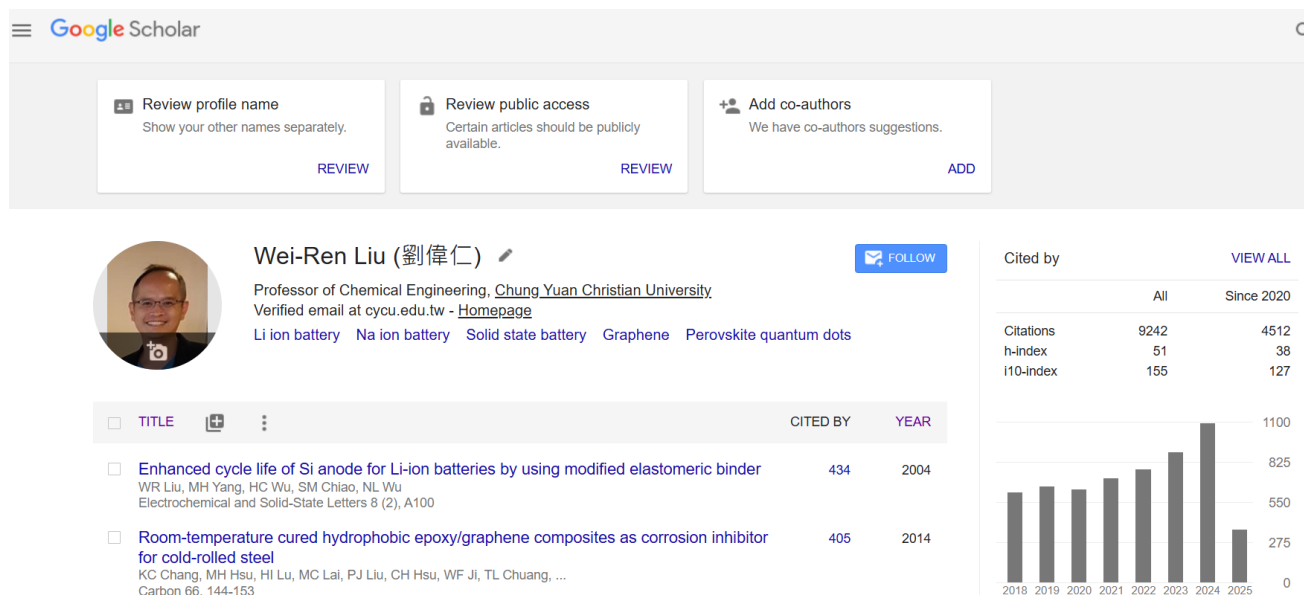 Google Scholar
Review profile name
Show your other names separately.
REVIEW
Review public access
Certain articles should be publicly
available.
REVIEW
Add co-authors
We have co-authors suggestions.
ADD
Wei-Ren Liu (劉偉仁)
FOLLOW
Professor of Chemical Engineering, Chung Yuan Christian University
Verified email at cycu.edu.tw - Homepage
Li ion battery Na ion battery Solid state battery Graphene Perovskite quantum dots
TITLE CITED BY YEAR
Enhanced cycle life of Si anode for Li-ion batteries by using modified elastomeric binder 434 2004
WR Liu, MH Yang, HC Wu, SM Chiao, NL Wu
Electrochemical and Solid-State Letters 8 (2), A100
Room-temperature cured hydrophobic epoxy/graphene composites as corrosion inhibitor 405 2014
for cold-rolled steel
KC Chang, MH Hsu, HI Lu, MC Lai, PJ Liu, CH Hsu, WF Ji, TL Chuang, ...
Carbon 66, 144-153
Cited by VIEW ALL
All Since 2020
Citations 9242 4512
h-index 51 38
i10-index 155 127
1100
825
550
275
0
2018 2019 2020 2021 2022 2023 2024 2025